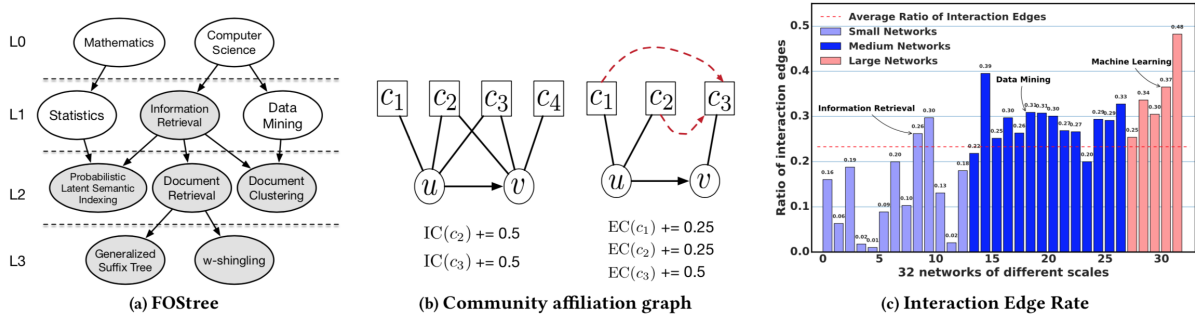 L0
Mathematics
Computer
Science
L1
Statistics
Information
Retrieval
Data
Mining
L2
Probabilistic
Latent Semantic
Indexing
Document
Retrieval
Document
Clustering
L3
Generalized
Suffix Tree
w-shingling
(a) FOStree
c1 c2 c3 c4
u v
IC(c2) += 0.5
IC(c3) += 0.5
c1 c2 c3
u v
EC(c1) += 0.25
EC(c2) += 0.25
EC(c3) += 0.5
(b) Community affiliation graph
Ratio of interaction edges
0.5
0.4
0.3
0.2
0.1
0.0
Average Ratio of Interaction Edges
Small Networks
Medium Networks
Large Networks
Information Retrieval
Data Mining
Machine Learning
0.16 0.06 0.19 0.02 0.01 0.09 0.20 0.10 0.26 0.30 0.13 0.02 0.18 0.22 0.39 0.25 0.30 0.26 0.31 0.31 0.30 0.27 0.27 0.20 0.29 0.29 0.33 0.25 0.34 0.30 0.37 0.48
0 5 10 15 20 25 30
32 networks of different scales
(c) Interaction Edge Rate